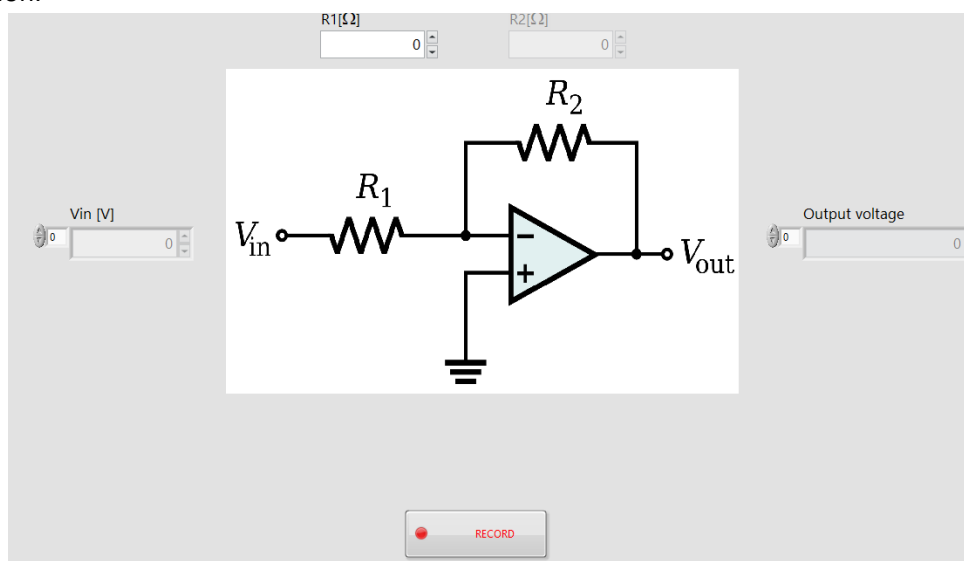 R1[Ω] R2[Ω]
0 0
R2
R1
Vin [V] Output voltage
0 0 Vin − Vout 0 0
+
RECORD